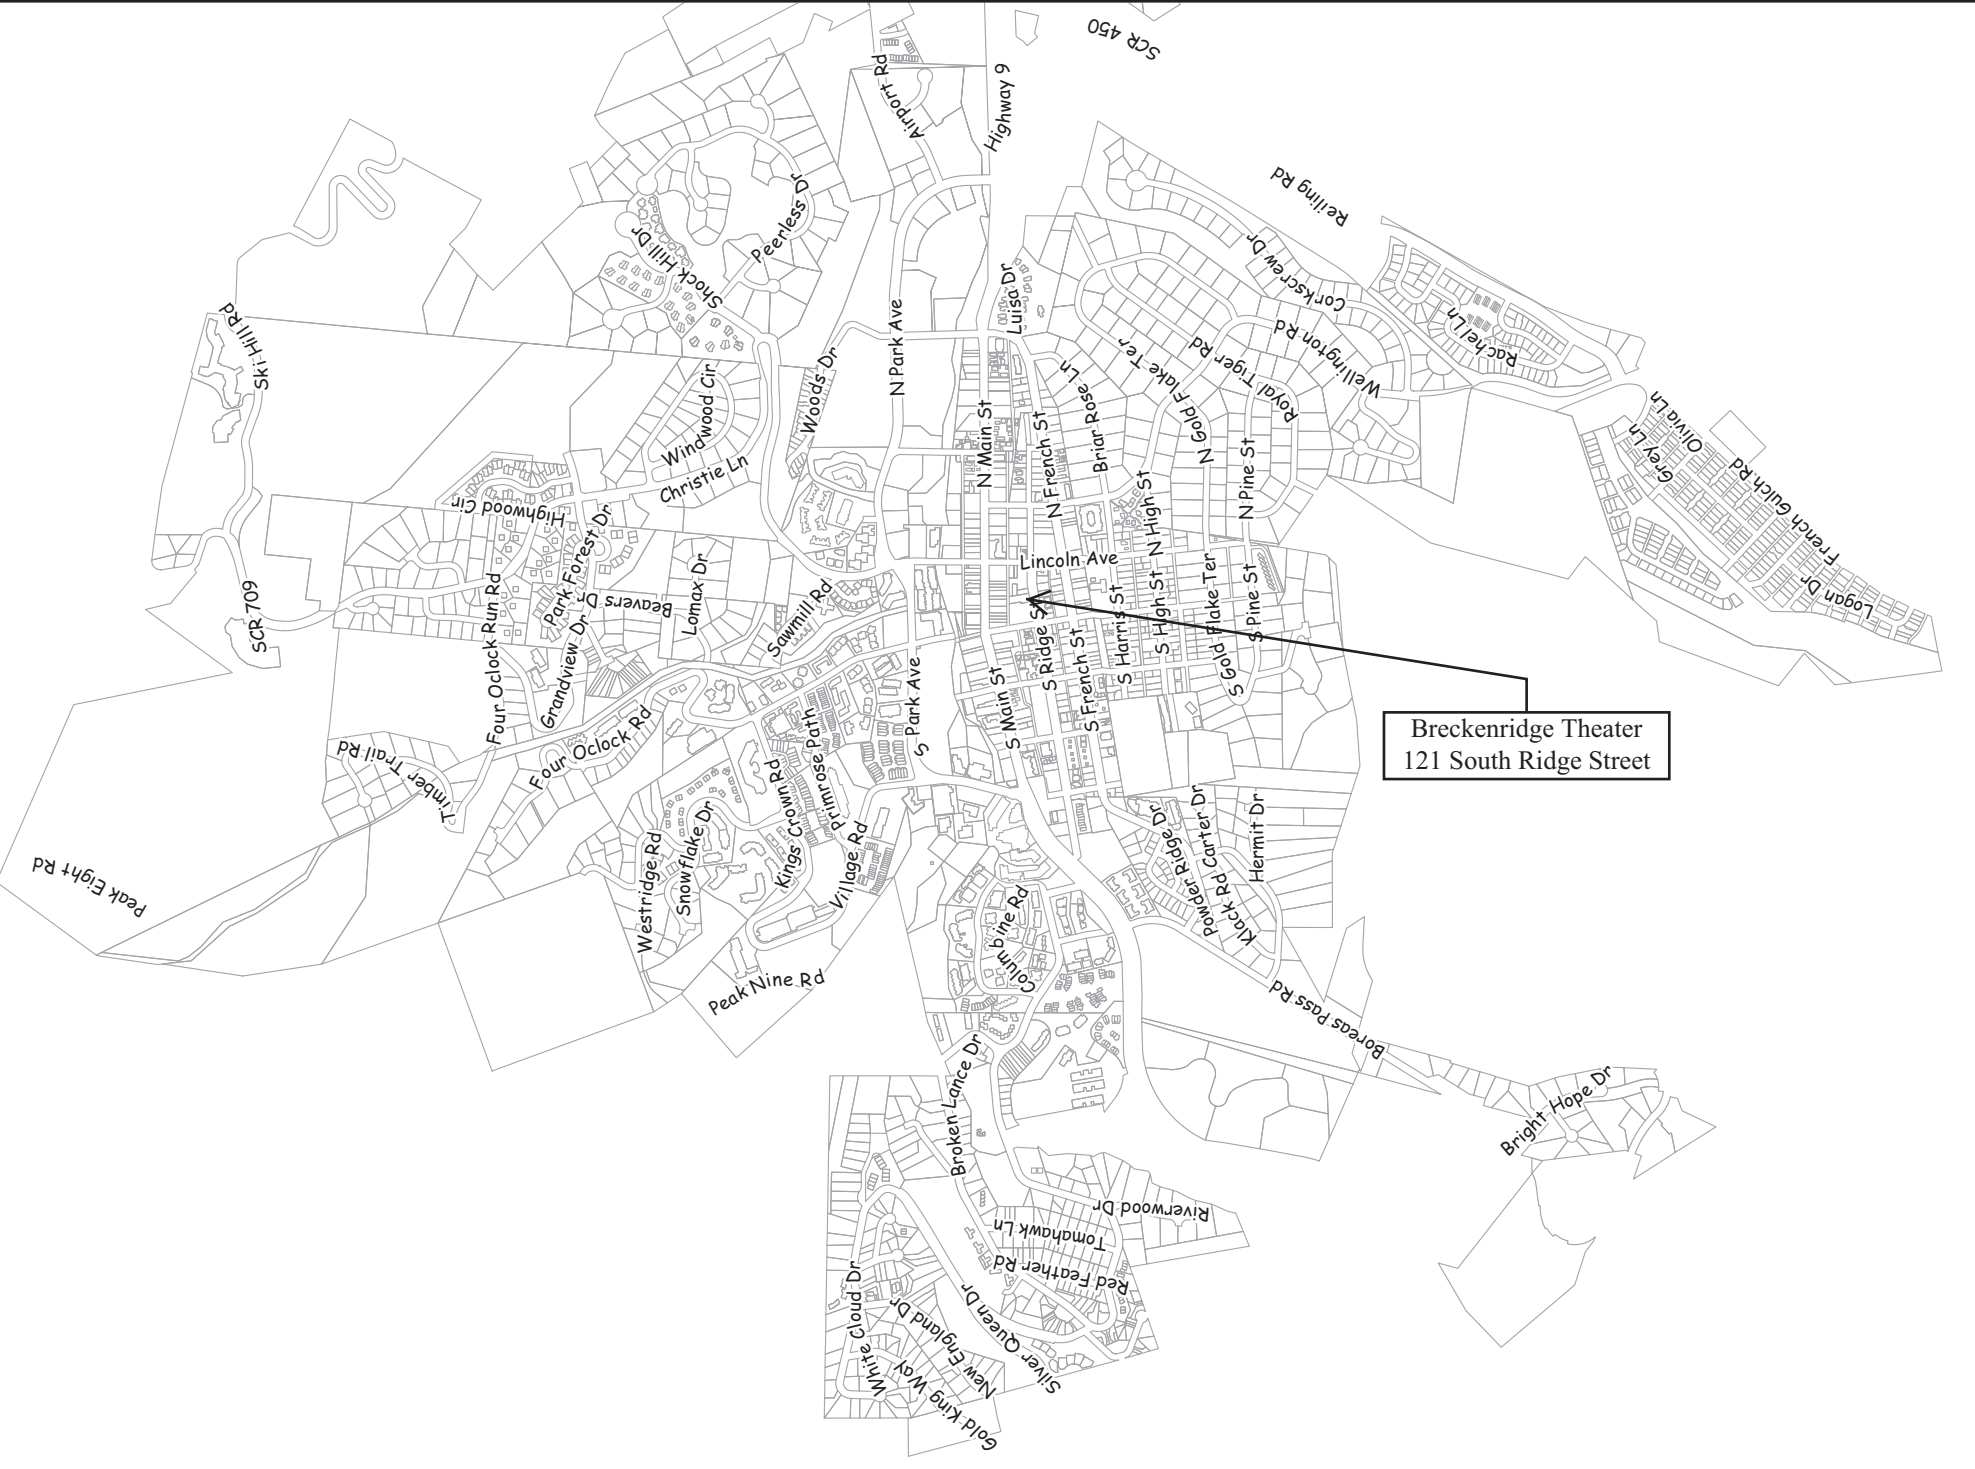 SCR 450
Airport Rd
Highway 9
Reiling Rd
Peerless Dr
Shock Hill Dr
Corkscrew Dr
Luisa Dr
Ski Hill Rd
N Park Ave
Wellington Rd
Rachel Ln
Woods Dr
Windwood Cir
Christie Ln
N Main St
N French St
Briar Rose Ln
N Gold Flake Ter
Royal Tiger Rd
N Pine St
N High St
Grey Ln
Olivia Ln
French Gulch Rd
Logan Dr
Highwood Cir
Park Forest Dr
Lincoln Ave
SCR 709
Four Oclock Run Rd
Beavers Dr
Lomax Dr
Sawmill Rd
Grandview Dr
S Ridge St
S French St
S Harris St
S High St
S Gold Flake Ter
S Pine St
S Main St
S Park Ave
Breckenridge Theater
121 South Ridge Street
Timber Trail Rd
Four Oclock Rd
Kings Crown Rd
Primrose Path
Village Rd
Westridge Rd
Snowflake Dr
Peak Eight Rd
Peak Nine Rd
Powder Ridge Dr
Carter Dr
Klack Rd
Hermit Dr
Columbine Rd
Boreas Pass Rd
Bright Hope Dr
Broken Lance Dr
Riverwood Dr
Tomahawk Ln
Red Feather Rd
White Cloud Dr
New England Dr
Silver Queen Dr
Gold King Way